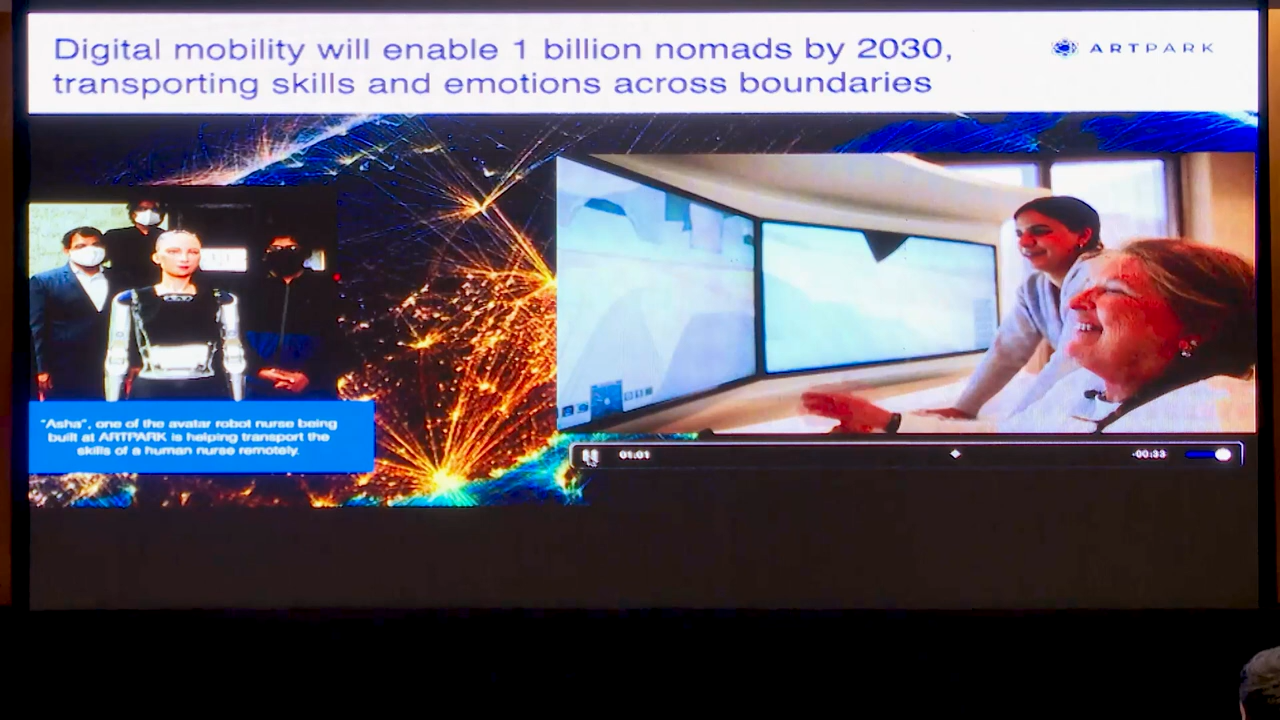 Digital mobility will enable 1 billion nomads by 2030,
transporting skills and emotions across boundaries
ARTPARK
"Asha", one of the avatar robot nurse being
built at ARTPARK is helping transport the
skills of a human nurse remotely.
01:01
-00:33